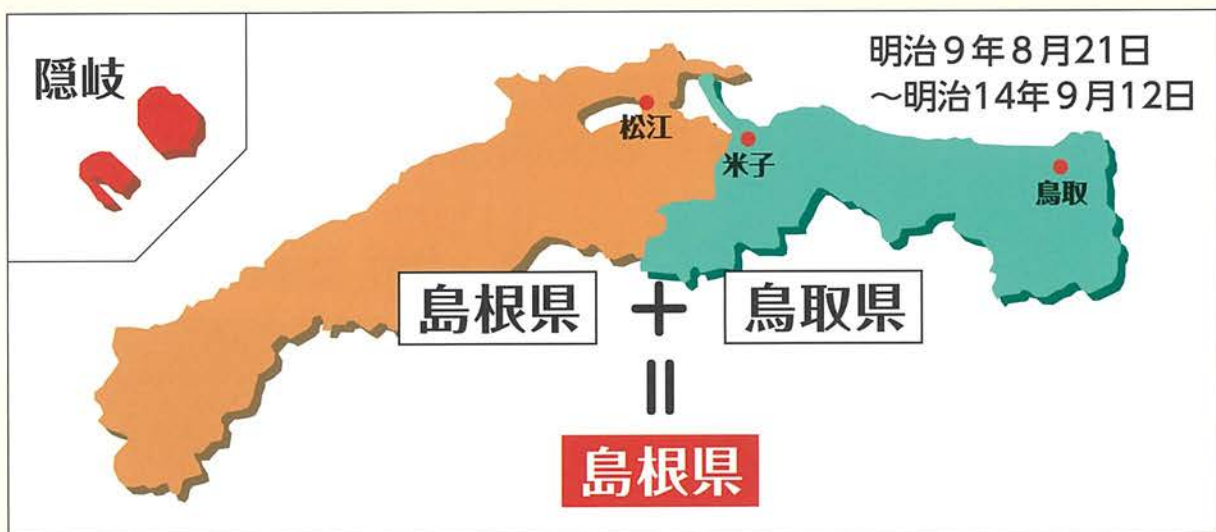 隠岐
明治9年8月21日
～明治14年9月12日
松江
米子
鳥取
島根県 + 鳥取県
=
島根県